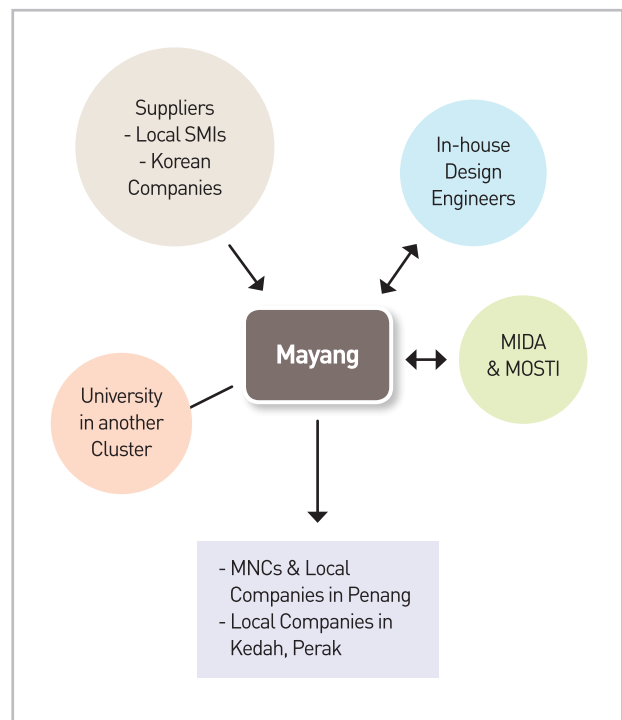 Suppliers
- Local SMIs
- Korean
Companies
In-house
Design
Engineers
Mayang
MIDA
& MOSTI
University
in another
Cluster
- MNCs & Local
Companies in Penang
- Local Companies in
Kedah, Perak